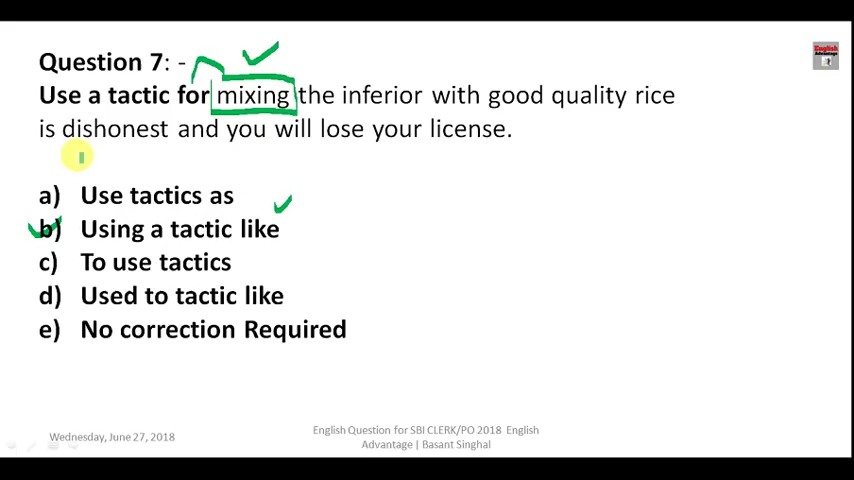 English
Advantage
Question 7: -
Use a tactic for mixing the inferior with good quality rice
is dishonest and you will lose your license.
a) Use tactics as
b) Using a tactic like
c) To use tactics
d) Used to tactic like
e) No correction Required
Wednesday, June 27, 2018
English Question for SBI CLERK/PO 2018 English
Advantage | Basant Singhal